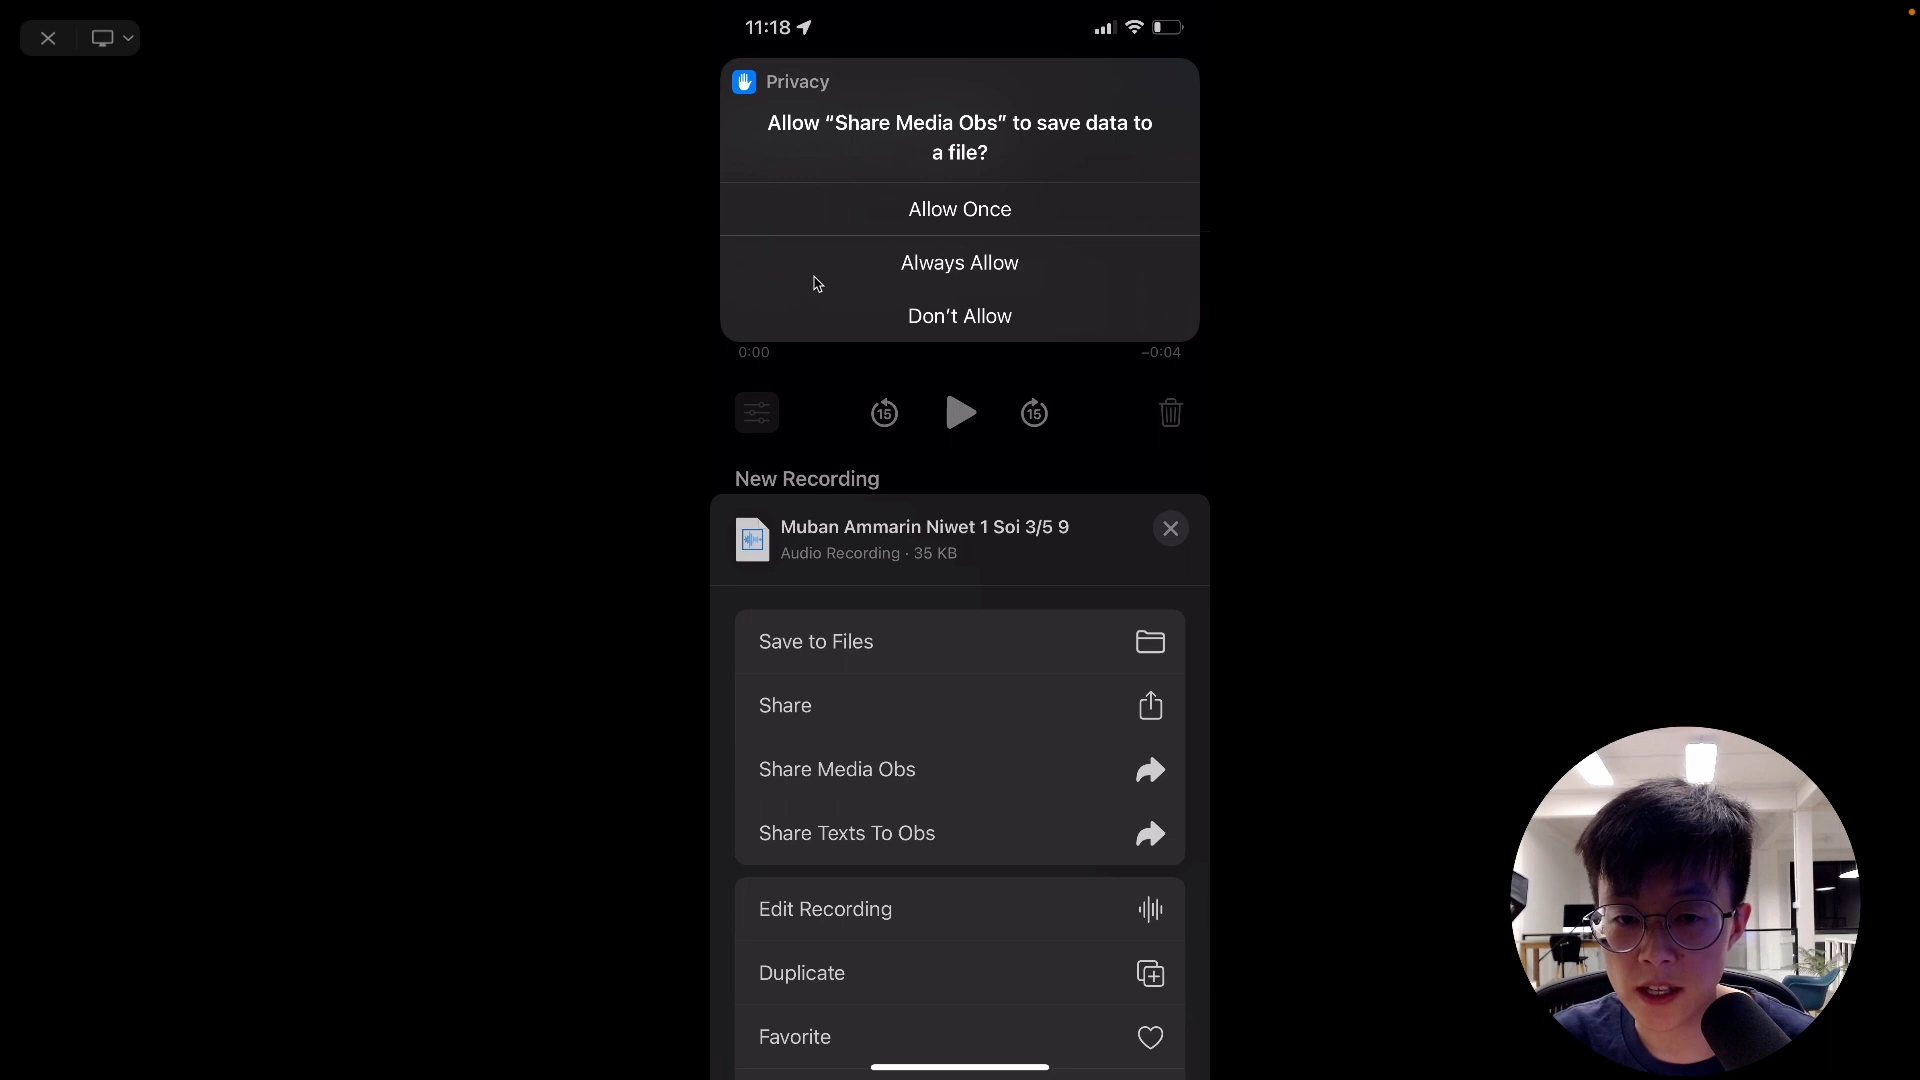 11:18
Privacy
Allow “Share Media Obs” to save data to
a file?
Allow Once
Always Allow
Don’t Allow
0:00
−0:04
15
15
New Recording
Muban Ammarin Niwet 1 Soi 3/5 9
Audio Recording · 35 KB
Save to Files
Share
Share Media Obs
Share Texts To Obs
Edit Recording
Duplicate
Favorite